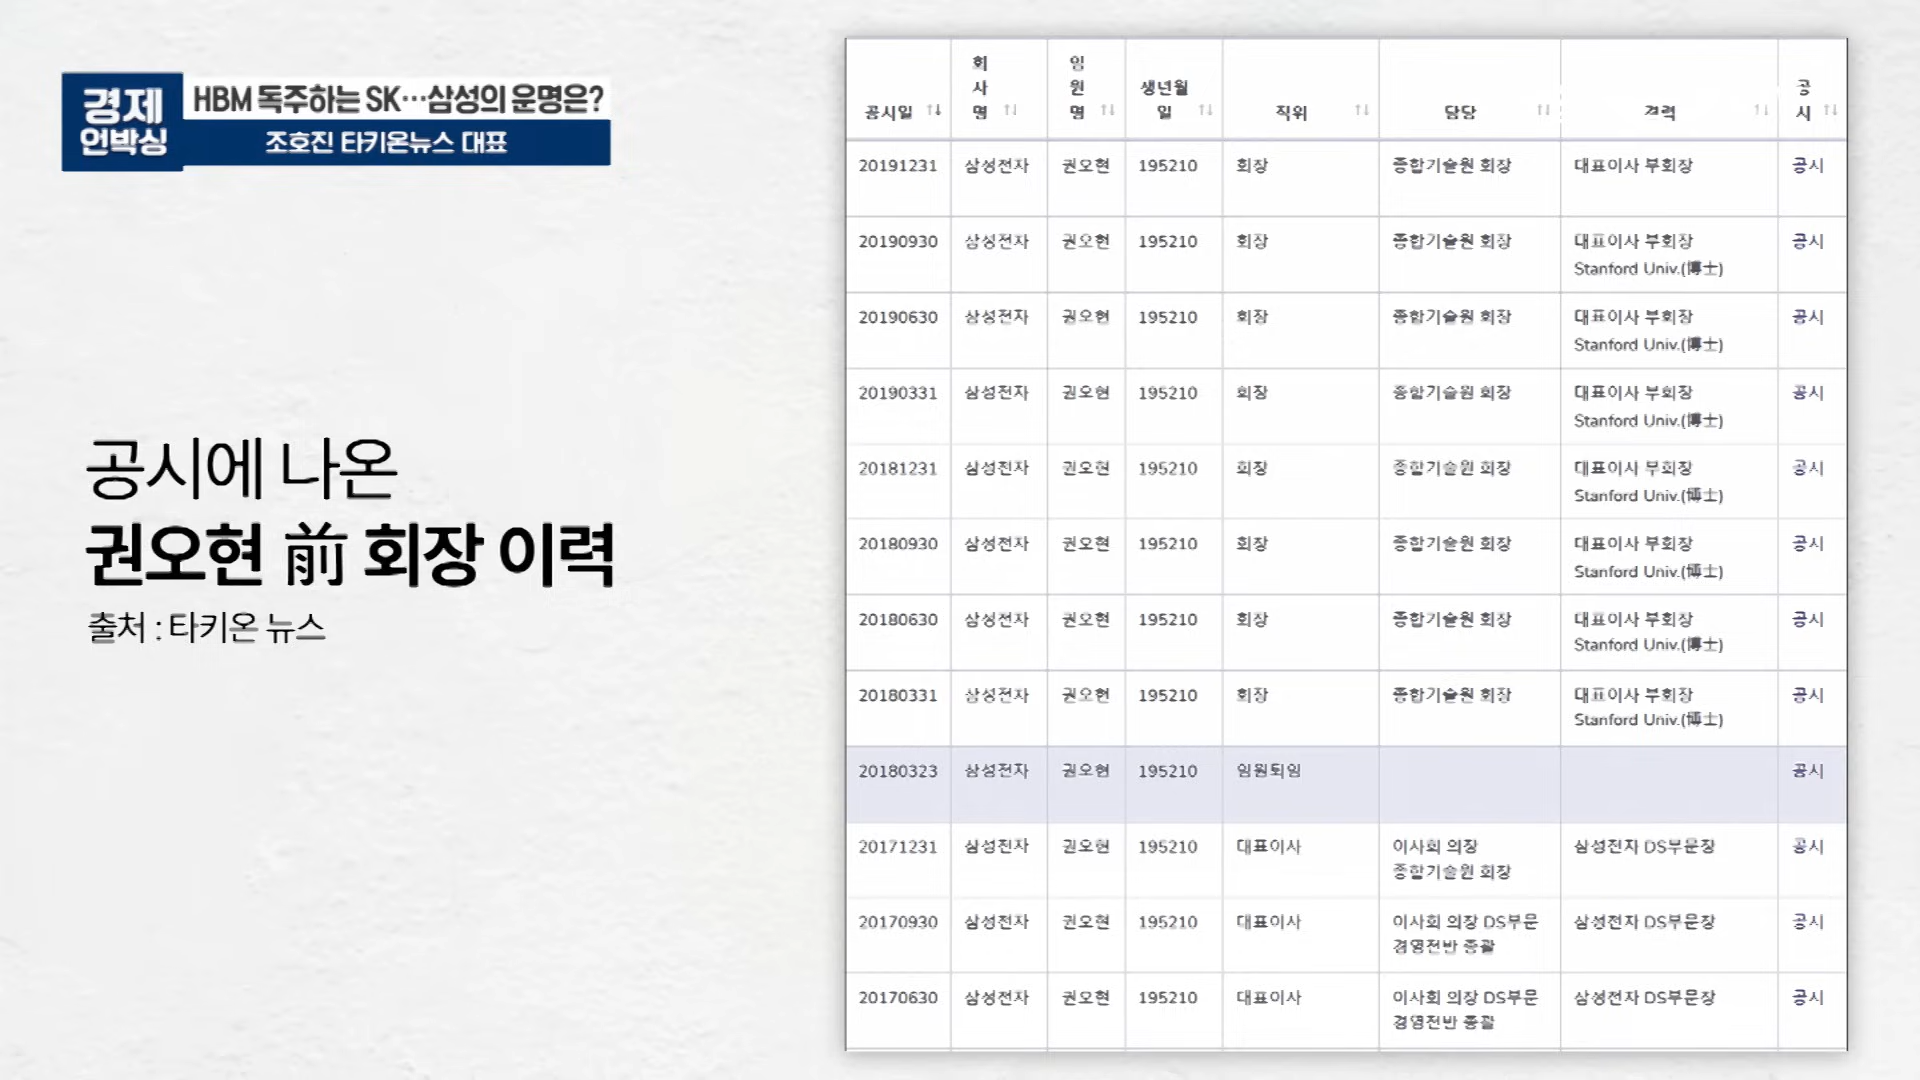 경제
언박싱
HBM 독주하는 SK…삼성의 운명은?
조호진 타키온뉴스 대표
공시에 나온
권오현 前 회장 이력
출처 : 타키온 뉴스
공시일 회사명 임원명 생년월일 직위 담당 경력 공시
20191231 삼성전자 권오현 195210 회장 종합기술원 회장 대표이사 부회장 공시
20190930 삼성전자 권오현 195210 회장 종합기술원 회장 대표이사 부회장 공시
Stanford Univ.(博士)
20190630 삼성전자 권오현 195210 회장 종합기술원 회장 대표이사 부회장 공시
Stanford Univ.(博士)
20190331 삼성전자 권오현 195210 회장 종합기술원 회장 대표이사 부회장 공시
Stanford Univ.(博士)
20181231 삼성전자 권오현 195210 회장 종합기술원 회장 대표이사 부회장 공시
Stanford Univ.(博士)
20180930 삼성전자 권오현 195210 회장 종합기술원 회장 대표이사 부회장 공시
Stanford Univ.(博士)
20180630 삼성전자 권오현 195210 회장 종합기술원 회장 대표이사 부회장 공시
Stanford Univ.(博士)
20180331 삼성전자 권오현 195210 회장 종합기술원 회장 대표이사 부회장 공시
Stanford Univ.(博士)
20180323 삼성전자 권오현 195210 임원퇴임 공시
20171231 삼성전자 권오현 195210 대표이사 이사회 의장 삼성전자 DS부문장 공시
종합기술원 회장
20170930 삼성전자 권오현 195210 대표이사 이사회 의장 DS부문 삼성전자 DS부문장 공시
경영전반 총괄
20170630 삼성전자 권오현 195210 대표이사 이사회 의장 DS부문 삼성전자 DS부문장 공시
경영전반 총괄